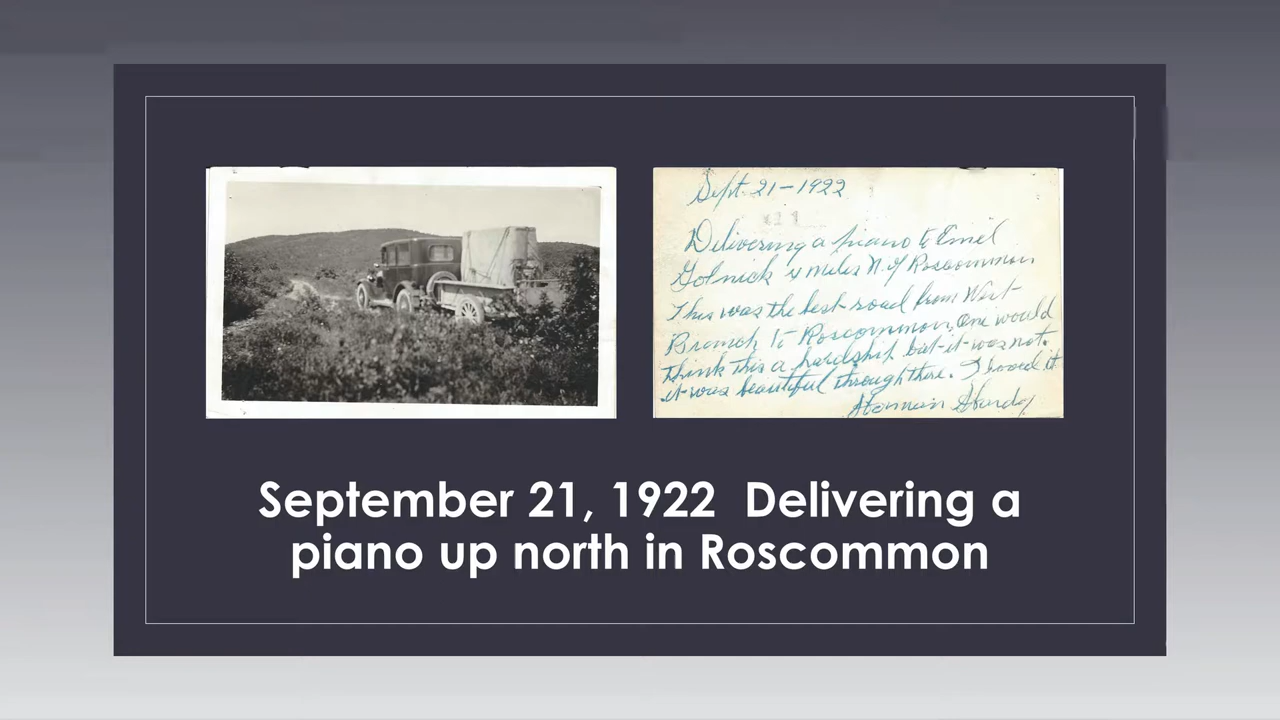 Sept. 21-1922
Delivering a piano to Emil
Golnick miles N. of Roscommon
This was the best road from West
Branch to Roscommon, One would
think this a hardship but it was not.
it was beautiful through there. I loved it
Herman
September 21, 1922 Delivering a
piano up north in Roscommon